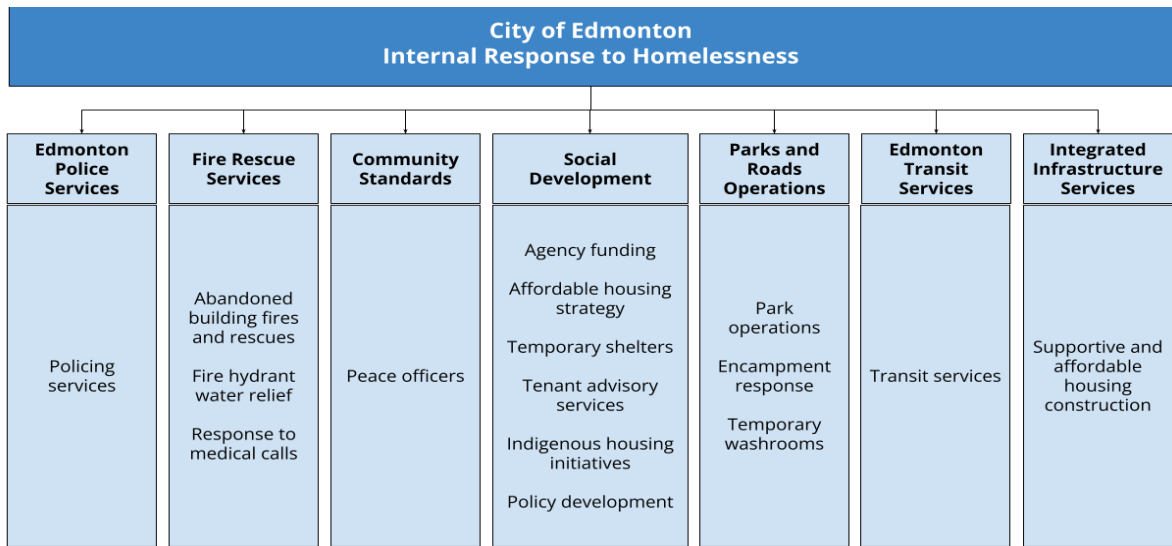 City of Edmonton
Internal Response to Homelessness
Edmonton
Police
Services
Fire Rescue
Services
Community
Standards
Social
Development
Parks and
Roads
Operations
Edmonton
Transit
Services
Integrated
Infrastructure
Services
Policing
services
Abandoned
building fires
and rescues
Fire hydrant
water relief
Response to
medical calls
Peace officers
Agency funding
Affordable housing
strategy
Temporary shelters
Tenant advisory
services
Indigenous housing
initiatives
Policy development
Park
operations
Encampment
response
Temporary
washrooms
Transit services
Supportive and
affordable
housing
construction